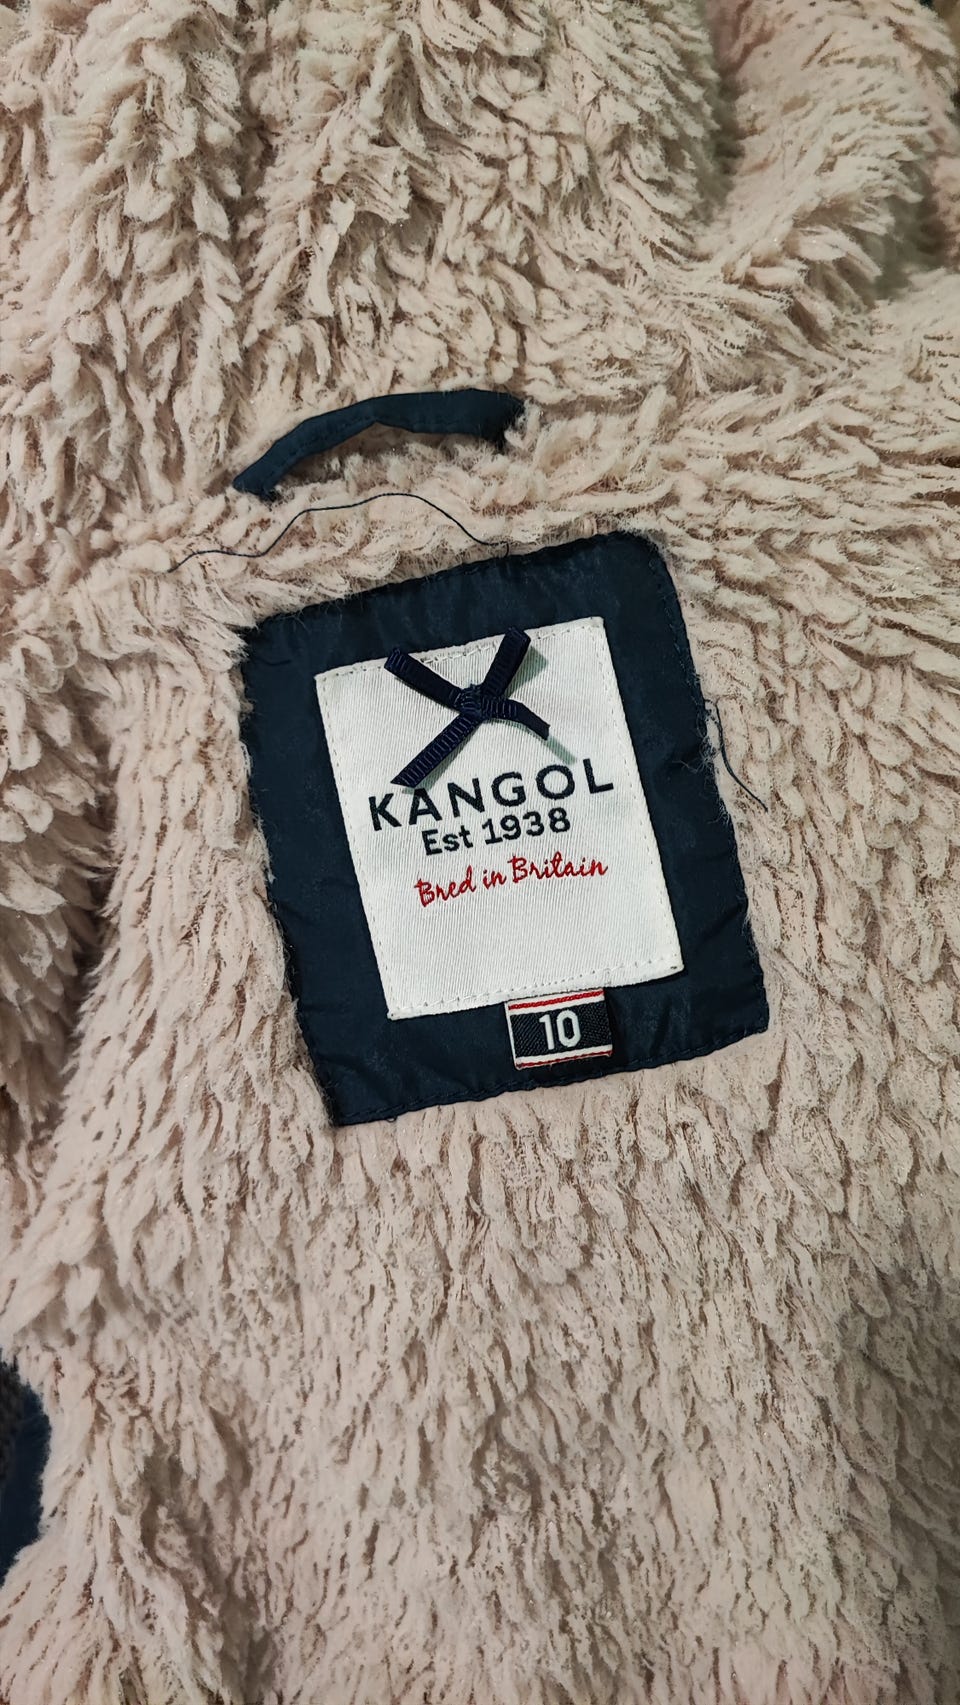 KANGOL
Est 1938
Bred in Britain
10